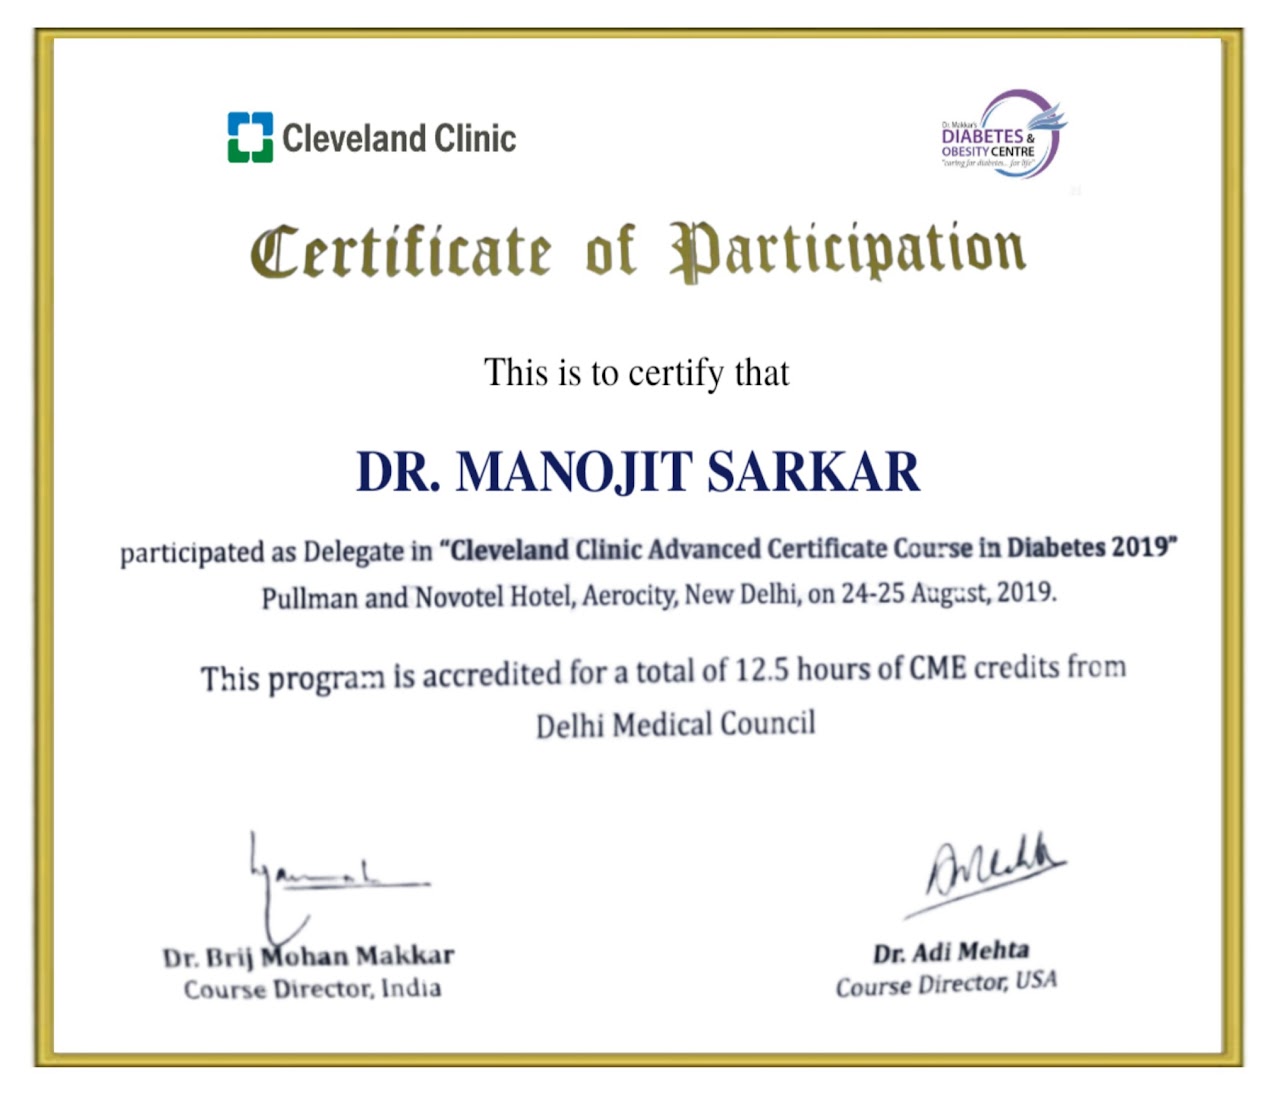 Cleveland Clinic
Dr. Makkar's
DIABETES &
OBESITY CENTRE
"caring for diabetes... for life"
Certificate of Participation
This is to certify that
DR. MANOJIT SARKAR
participated as Delegate in “Cleveland Clinic Advanced Certificate Course in Diabetes 2019”
Pullman and Novotel Hotel, Aerocity, New Delhi, on 24-25 August, 2019.
This program is accredited for a total of 12.5 hours of CME credits from
Delhi Medical Council
Dr. Brij Mohan Makkar
Course Director, India
Dr. Adi Mehta
Course Director, USA